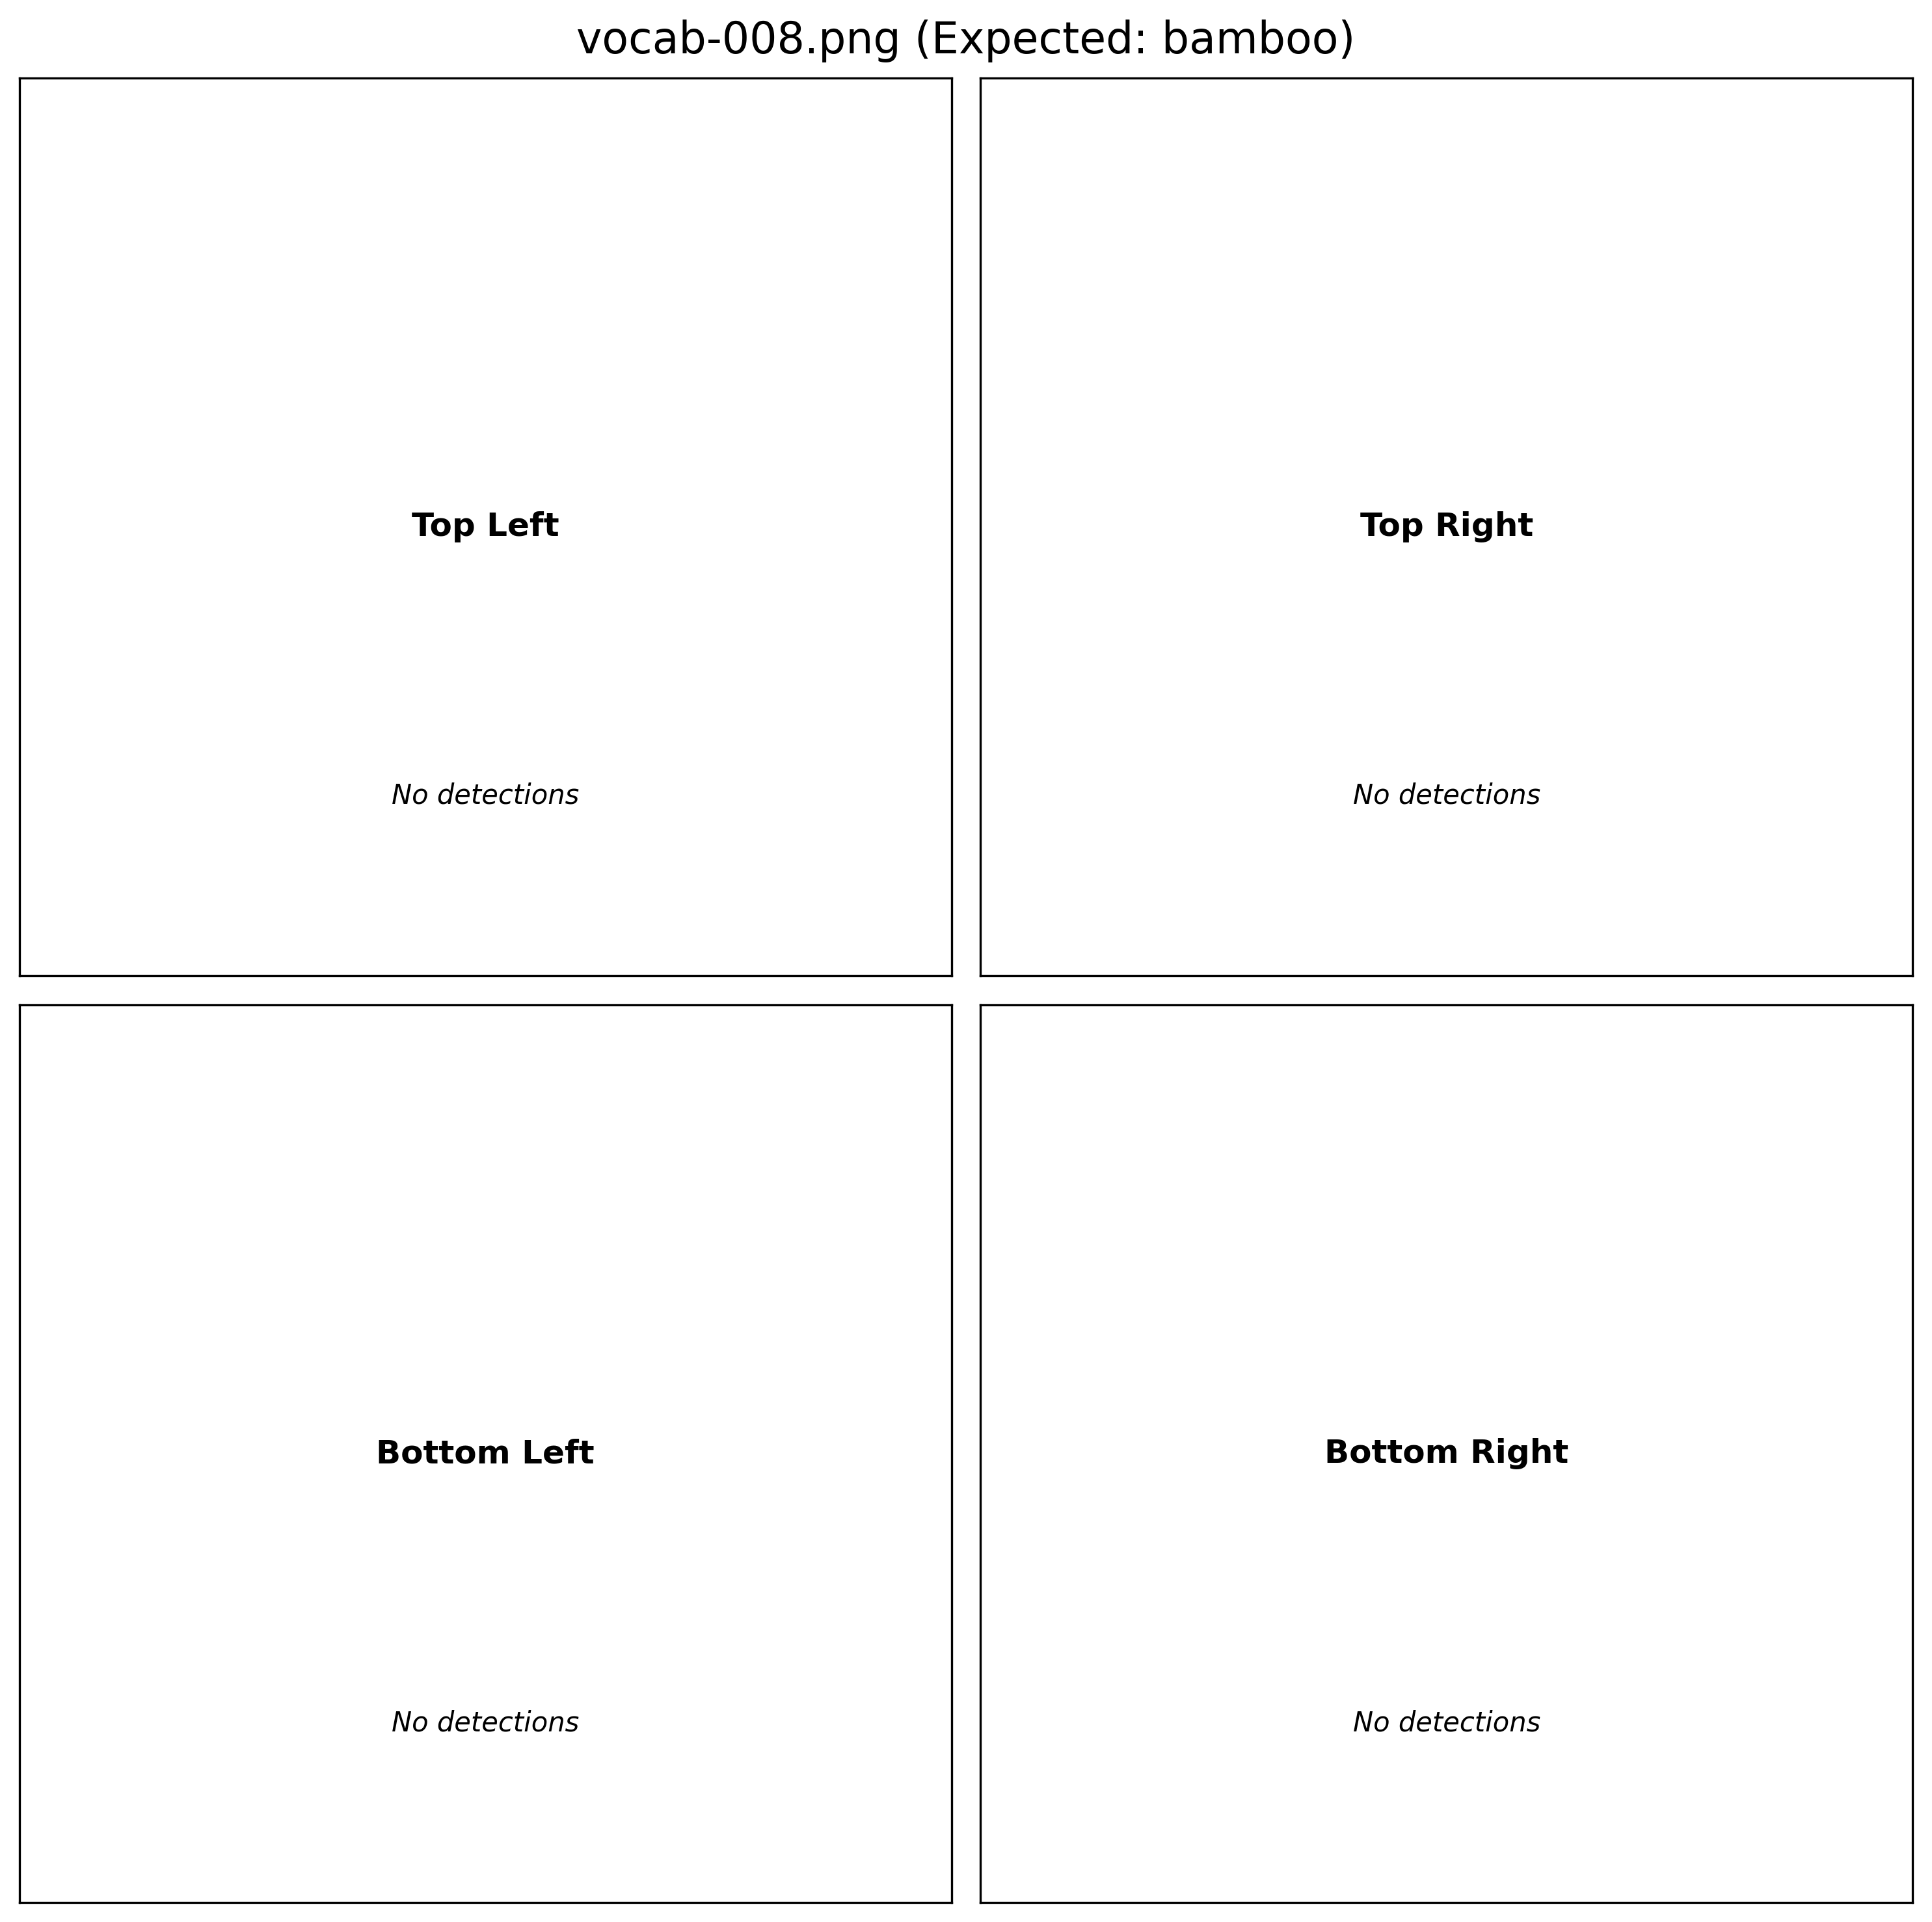 vocab-008.png (Expected: bamboo)
Top Left
Top Right
No detections
No detections
Bottom Left
Bottom Right
No detections
No detections